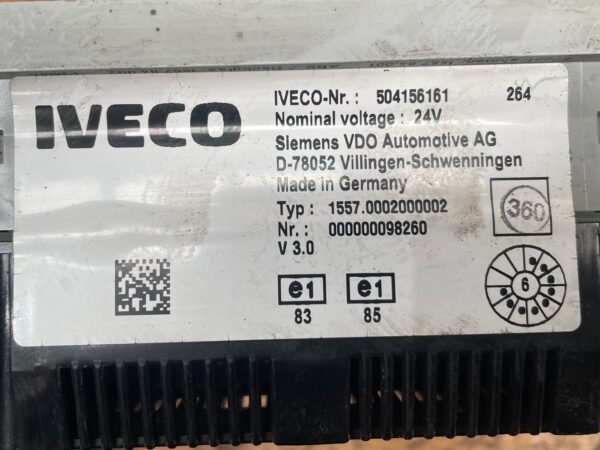 IVECO
IVECO-Nr. : 504156161 264
Nominal voltage : 24V
Siemens VDO Automotive AG
D-78052 Villingen-Schwenningen
Made in Germany
Typ : 1557.0002000002
Nr. : 000000098260
V 3.0
360
e1
83
e1
85
6